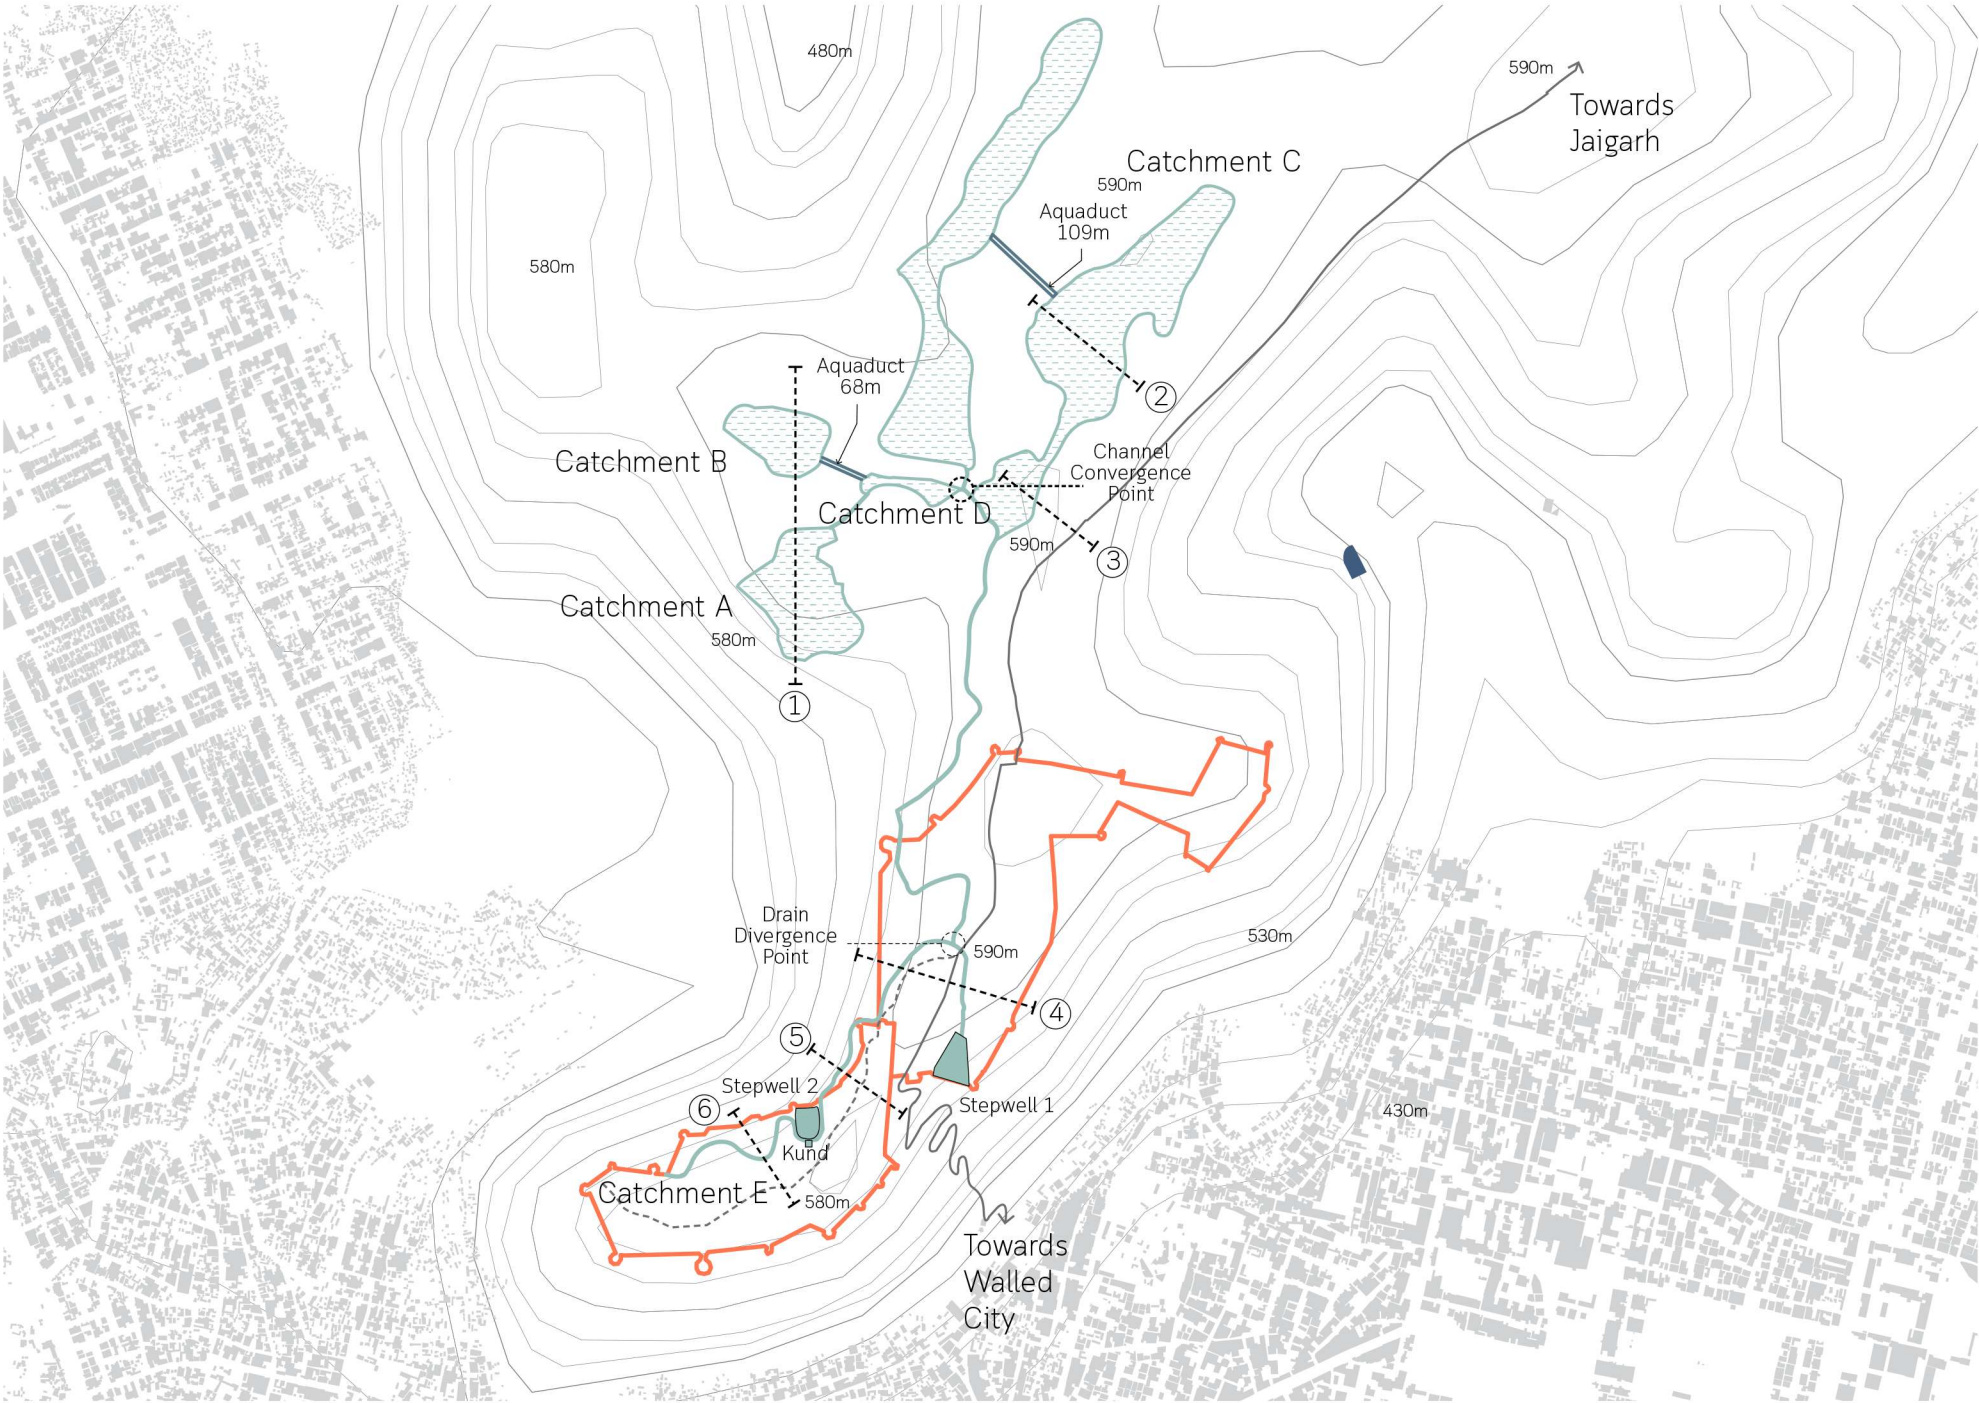 480m
590m
Towards
Jaigarh
Catchment C
590m
Aquaduct
109m
580m
Aquaduct
68m
2
Catchment B
Channel
Convergence
Point
Catchment D
590m
3
Catchment A
580m
1
Drain
Divergence
Point
590m
530m
4
5
Stepwell 2
6
Stepwell 1
430m
Kund
Catchment E
580m
Towards
Walled
City